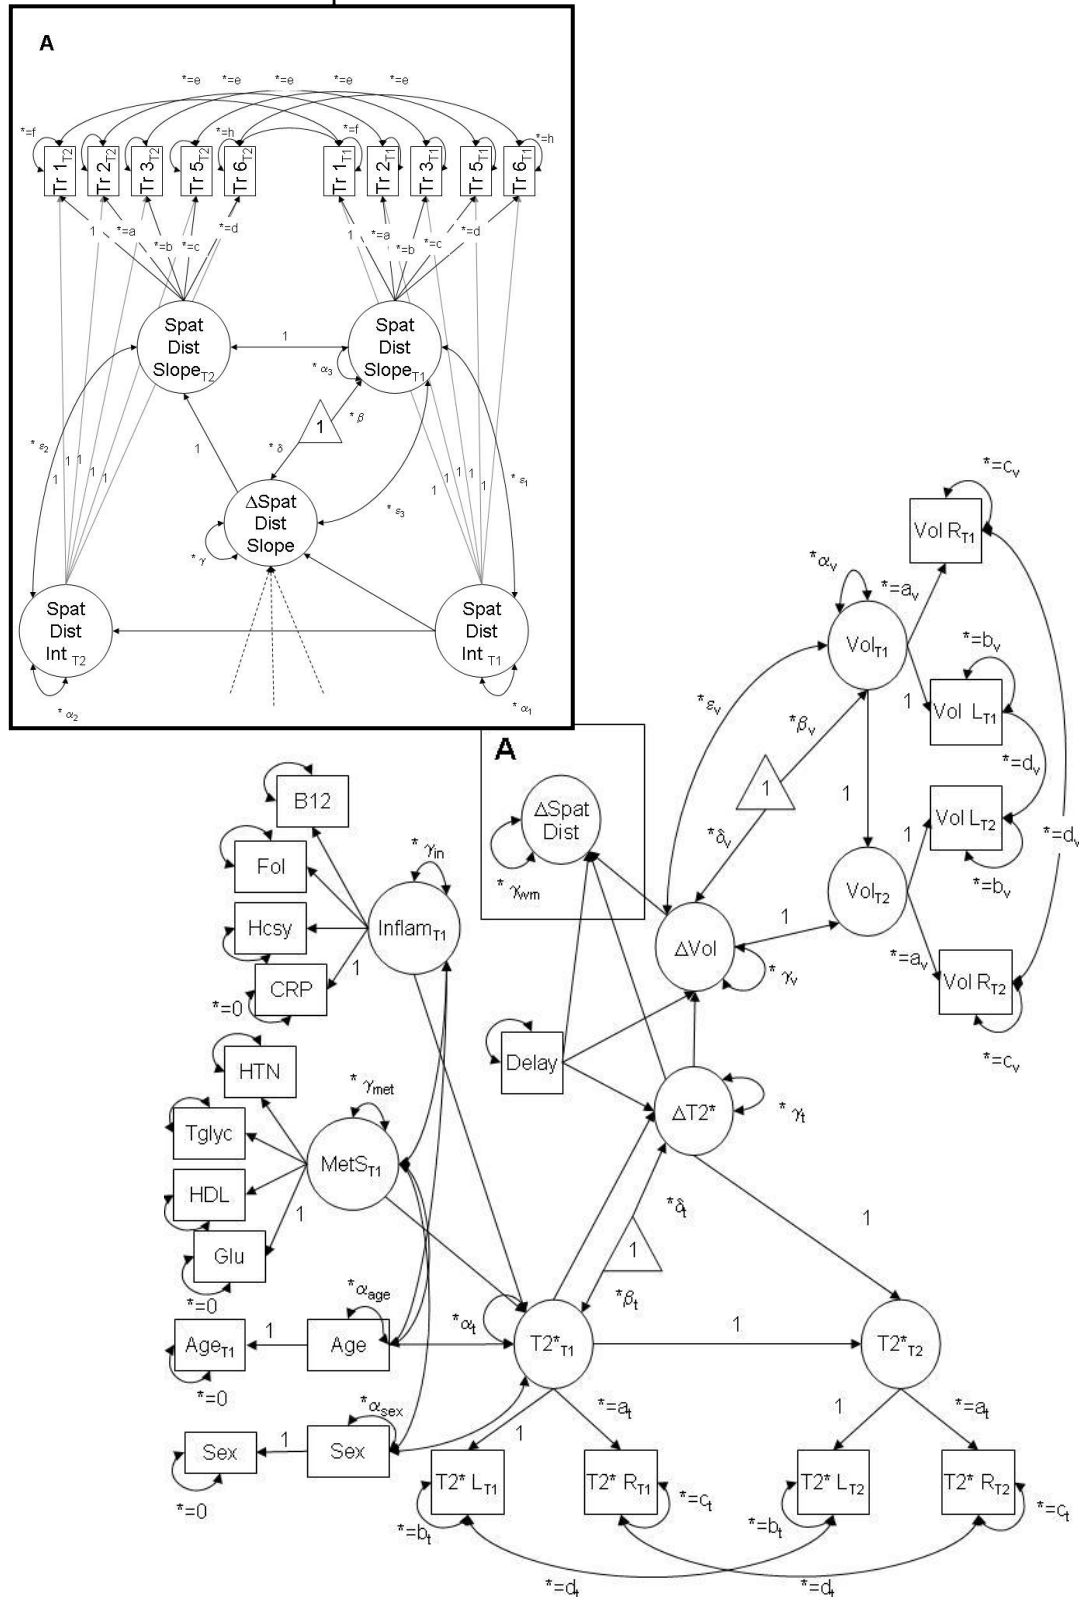 A
*=e *=e *=e *=e *=e
*=f *=h *=f *=h
Tr 1T2 Tr 2T2 Tr 3T2 Tr 5T2 Tr 6T2 Tr 1T1 Tr 2T1 Tr 3T1 Tr 5T1 Tr 6T1
1 *=a *=b *=c *=d 1 *=a *=b *=c *=d
Spat
Dist
SlopeT2
1
Spat
Dist
SlopeT1
* α3
* β
1
* δ
1
* ε2
1 1 1 1 1
1 1 1 1 1
* ε1
* ε3
ΔSpat
Dist
Slope
* γ
Spat
Dist
Int T2
Spat
Dist
Int T1
* α2
* α1
A
ΔSpat
Dist
* γwm
*=cv
Vol RT1
* αv
*=av
VolT1
*=bv
1
Vol LT1
*εv
*βv
1
*δv
1
*=dv
Vol LT2
1
*=dv
*=bv
VolT2
1
ΔVol
* γv
*=av
Vol RT2
*=cv
B12
Fol
* γin
Hcsy
InflamT1
1
CRP
*=0
HTN
Delay
* γmet
Tglyc
MetST1
HDL
1
Glu
*=0
ΔT2*
* γt
*δt
1
1
*βt
*αage
AgeT1
1
Age
*=0
*αt
T2*T1
1
T2*T2
*αsex
Sex
1
Sex
*=0
1
*=at
1
*=at
T2* LT1
T2* RT1
T2* LT2
T2* RT2
*=bt
*=ct
*=bt
*=ct
*=dt
*=dt